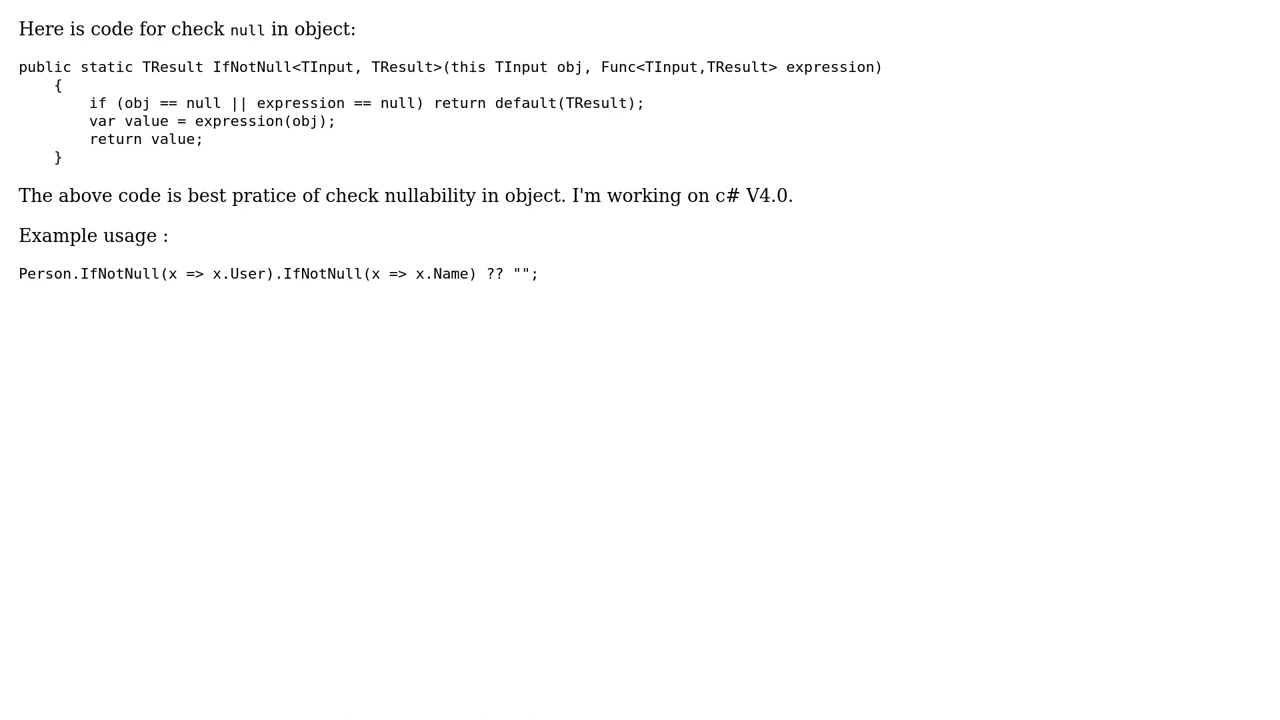 Here is code for check null in object:
public static TResult IfNotNull<TInput, TResult>(this TInput obj, Func<TInput,TResult> expression)
    {
        if (obj == null || expression == null) return default(TResult);
        var value = expression(obj);
        return value;
    }
The above code is best pratice of check nullability in object. I'm working on c# V4.0.
Example usage :
Person.IfNotNull(x => x.User).IfNotNull(x => x.Name) ?? "";